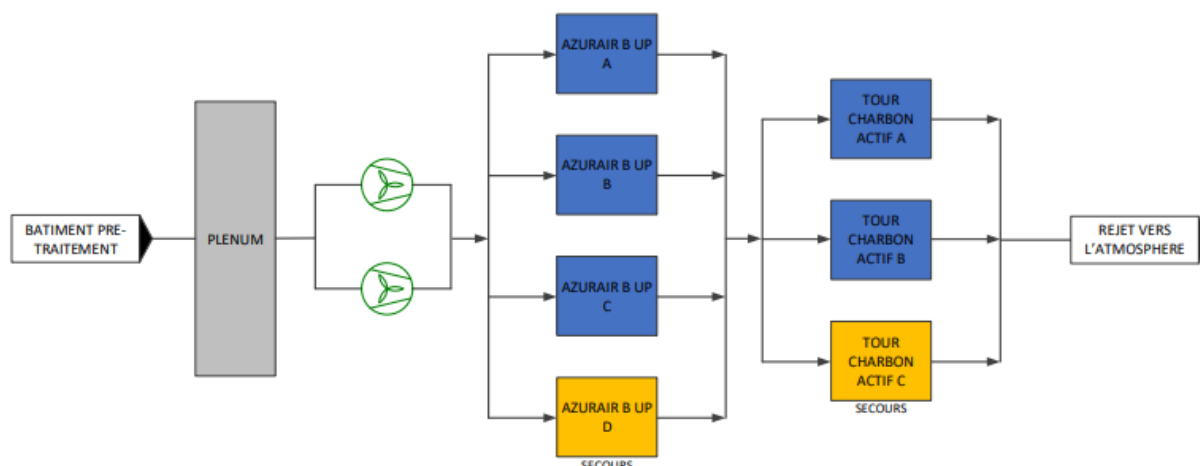 BATIMENT PRE-
TRAITEMENT
PLENUM
AZURAIR B UP
A
AZURAIR B UP
B
AZURAIR B UP
C
AZURAIR B UP
D
SECOURS
TOUR
CHARBON
ACTIF A
TOUR
CHARBON
ACTIF B
TOUR
CHARBON
ACTIF C
SECOURS
REJET VERS
L'ATMOSPHERE